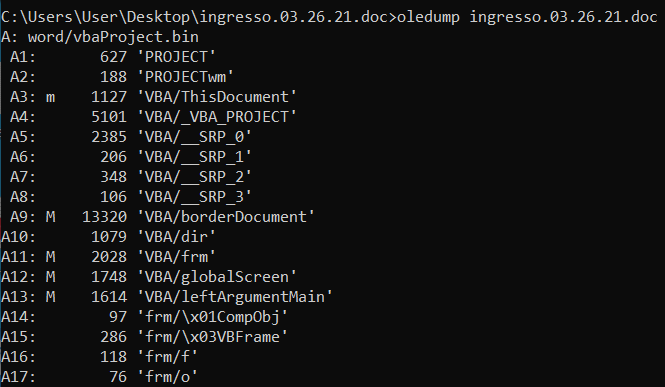 C:\Users\User\Desktop\ingresso.03.26.21.doc>oledump ingresso.03.26.21.doc
A: word/vbaProject.bin
 A1:       627 'PROJECT'
 A2:       188 'PROJECTwm'
 A3: m    1127 'VBA/ThisDocument'
 A4:      5101 'VBA/_VBA_PROJECT'
 A5:      2385 'VBA/__SRP_0'
 A6:       206 'VBA/__SRP_1'
 A7:       348 'VBA/__SRP_2'
 A8:       106 'VBA/__SRP_3'
 A9: M   13320 'VBA/borderDocument'
A10:      1079 'VBA/dir'
A11: M    2028 'VBA/frm'
A12: M    1748 'VBA/globalScreen'
A13: M    1614 'VBA/leftArgumentMain'
A14:        97 'frm/\x01CompObj'
A15:       286 'frm/\x03VBFrame'
A16:       118 'frm/f'
A17:        76 'frm/o'